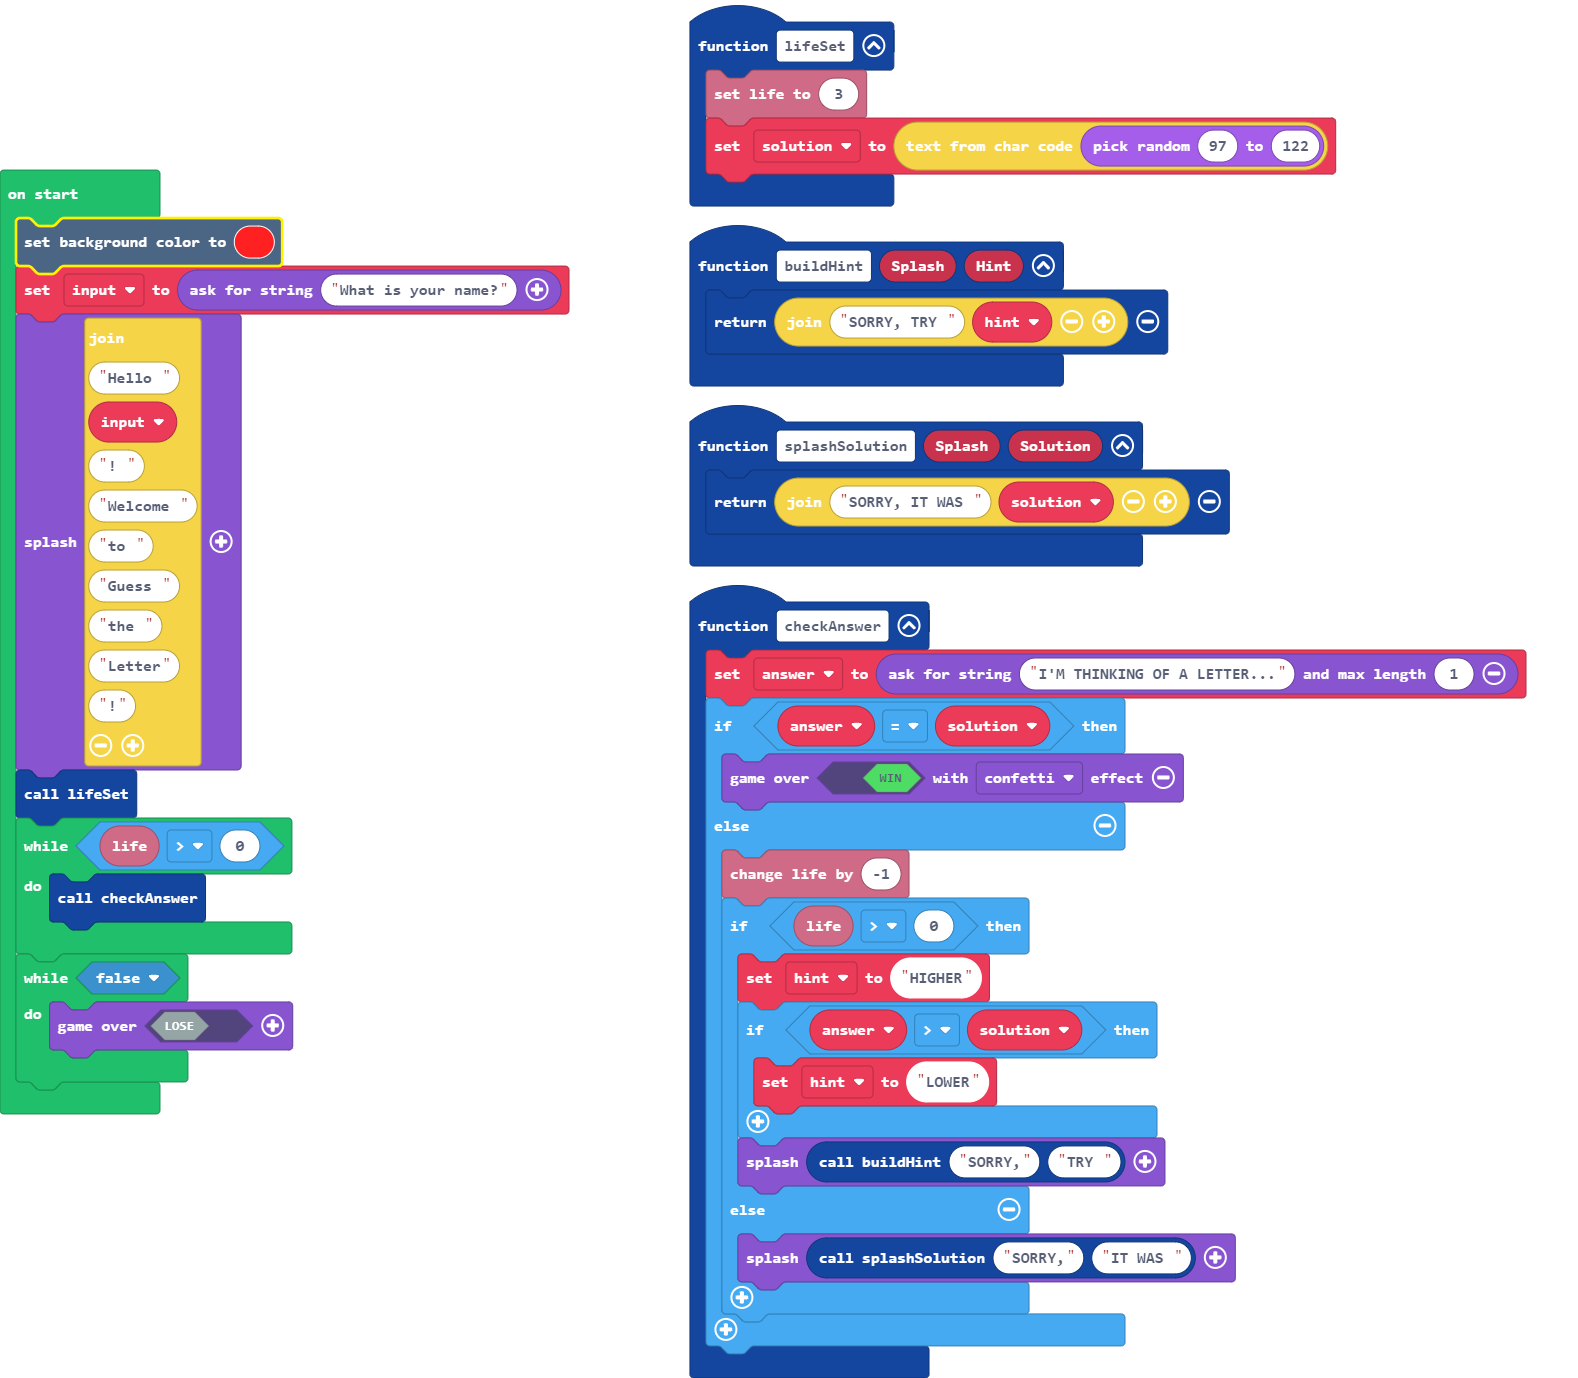 on start
set background color to
set input to ask for string "What is your name?"
splash
join
"Hello "
input
"! "
"Welcome "
"to "
"Guess "
"the "
"Letter"
"!"
call lifeSet
while life > 0
do call checkAnswer
while false
do game over LOSE
function lifeSet
set life to 3
set solution to text from char code pick random 97 to 122
function buildHint Splash Hint
return join "SORRY, TRY " hint
function splashSolution Splash Solution
return join "SORRY, IT WAS " solution
function checkAnswer
set answer to ask for string "I'M THINKING OF A LETTER..." and max length 1
if answer = solution then
game over WIN with confetti effect
else
change life by -1
if life > 0 then
set hint to "HIGHER"
if answer > solution then
set hint to "LOWER"
splash call buildHint "SORRY," "TRY "
else
splash call splashSolution "SORRY," "IT WAS "